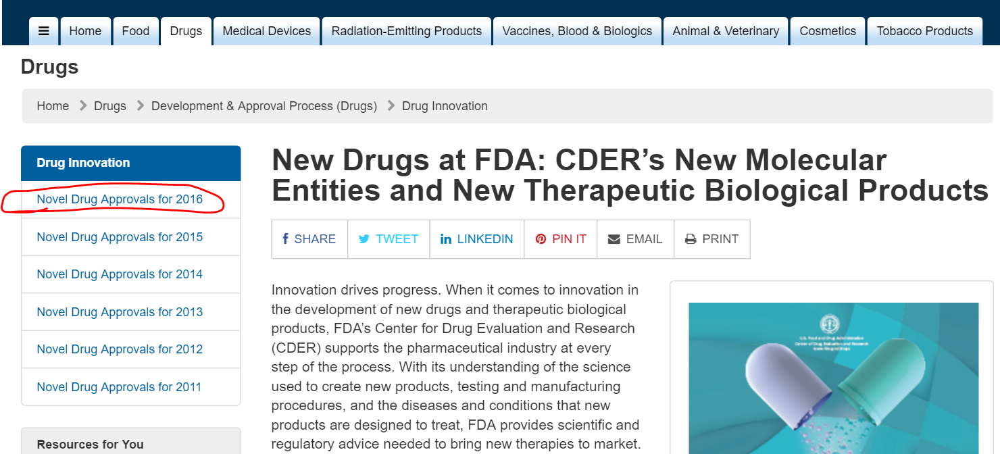 Home
Food
Drugs
Medical Devices
Radiation-Emitting Products
Vaccines, Blood & Biologics
Animal & Veterinary
Cosmetics
Tobacco Products
Drugs
Home
Drugs
Development & Approval Process (Drugs)
Drug Innovation
Drug Innovation
Novel Drug Approvals for 2016
Novel Drug Approvals for 2015
Novel Drug Approvals for 2014
Novel Drug Approvals for 2013
Novel Drug Approvals for 2012
Novel Drug Approvals for 2011
Resources for You
New Drugs at FDA: CDER’s New Molecular
Entities and New Therapeutic Biological Products
SHARE
TWEET
LINKEDIN
PIN IT
EMAIL
PRINT
Innovation drives progress. When it comes to innovation in
the development of new drugs and therapeutic biological
products, FDA’s Center for Drug Evaluation and Research
(CDER) supports the pharmaceutical industry at every
step of the process. With its understanding of the science
used to create new products, testing and manufacturing
procedures, and the diseases and conditions that new
products are designed to treat, FDA provides scientific and
regulatory advice needed to bring new therapies to market.
U.S. Food and Drug Administration
Center for Drug Evaluation and Research